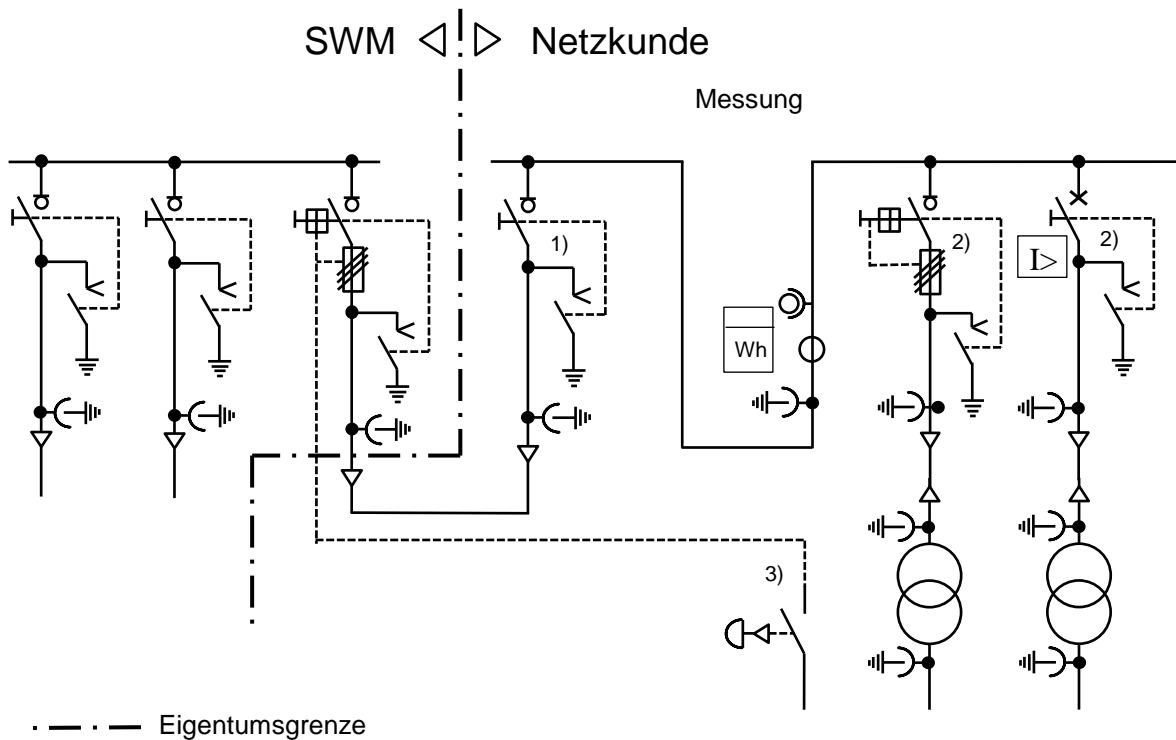 SWM Netzkunde
Messung
1)
2)
2)
I>
Wh
3)
Eigentumsgrenze